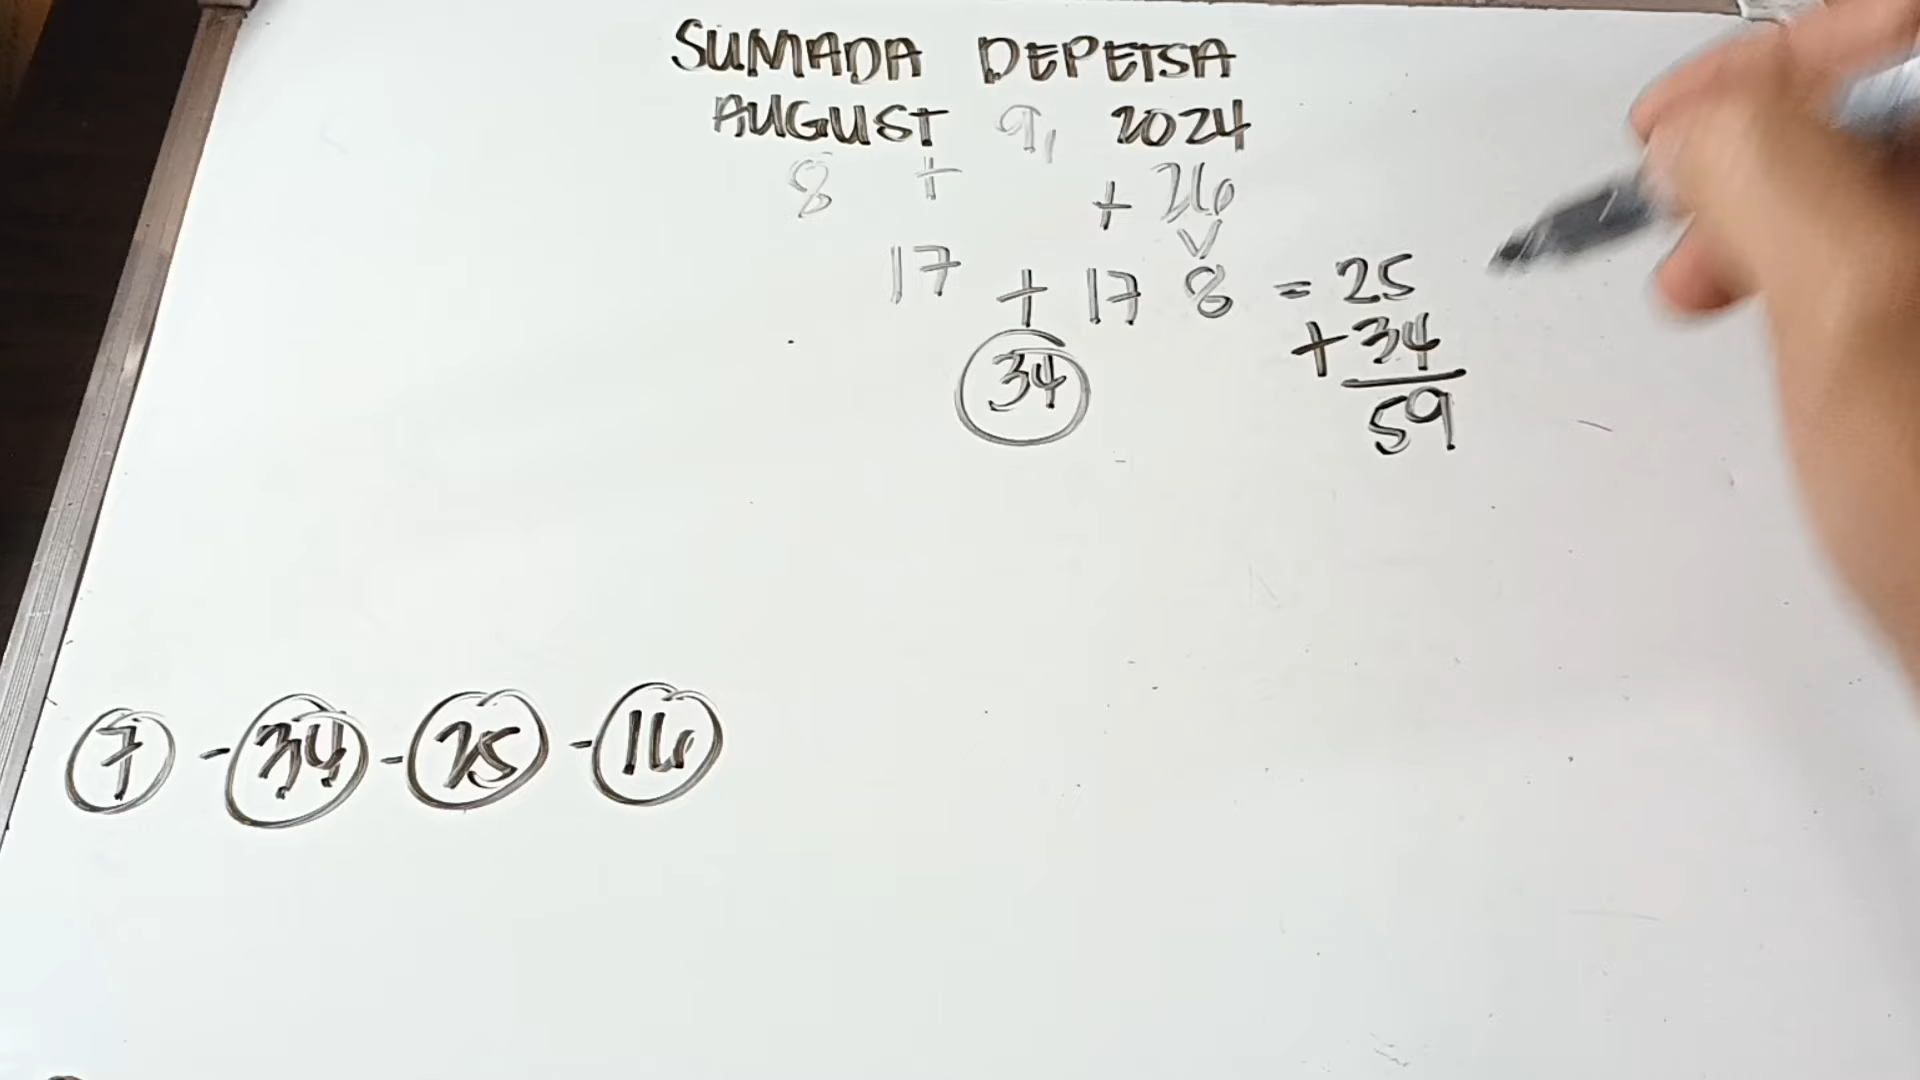 SUMADA DEPETSA
AUGUST 9, 2024
8 + + 26
17 + 17 8 = 25
34 +34
59
7 - 34 - 25 - 16